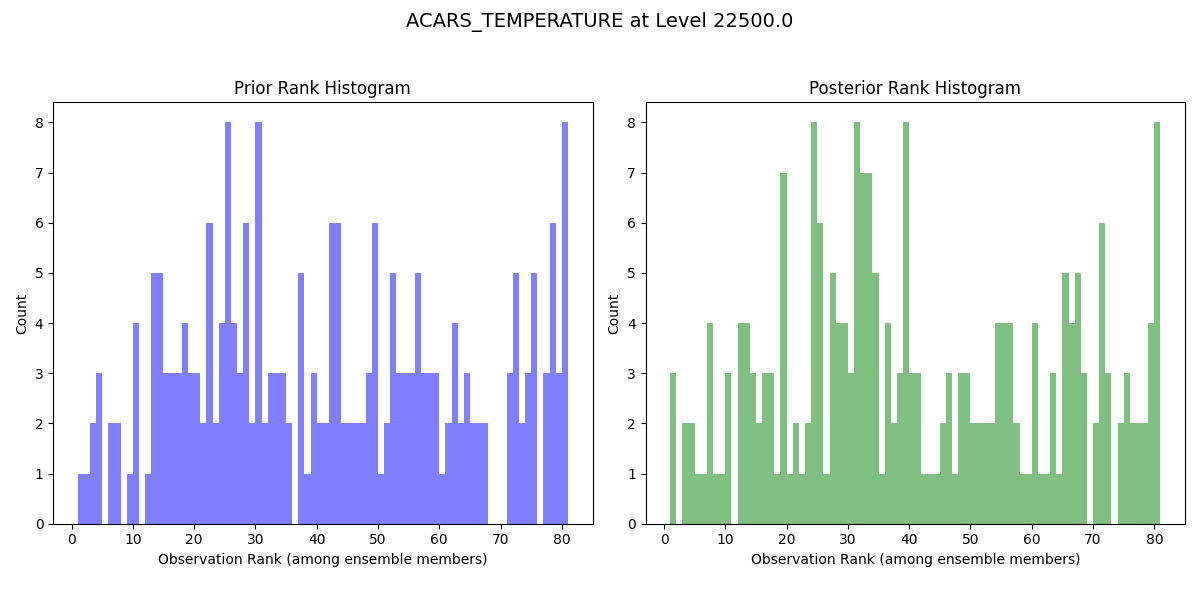 ACARS_TEMPERATURE at Level 22500.0
Prior Rank Histogram
Count
8
7
6
5
4
3
2
1
0
0 10 20 30 40 50 60 70 80
Observation Rank (among ensemble members)
Posterior Rank Histogram
Count
8
7
6
5
4
3
2
1
0
0 10 20 30 40 50 60 70 80
Observation Rank (among ensemble members)